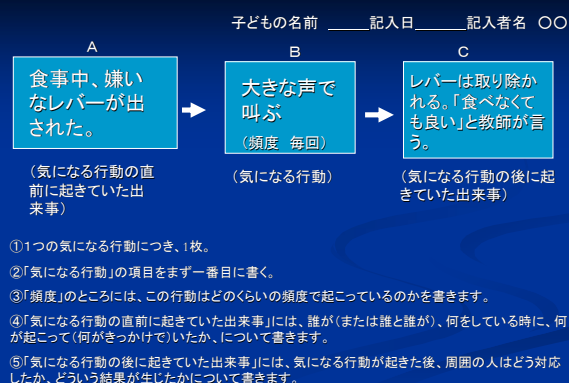 子どもの名前 _____記入日______記入者名 〇〇
A
B
C
食事中、嫌い
なレバーが出
された。
大きな声で
叫ぶ
(頻度 毎回)
レバーは取り除か
れる。「食べなくて
も良い」と教師が言
う。
(気になる行動の直
前に起きていた出
来事)
(気になる行動)
(気になる行動の後に起
きていた出来事)
①1つの気になる行動につき、1枚。
②「気になる行動」の項目をまず一番目に書く。
③「頻度」のところには、この行動はどのくらいの頻度で起こっているのかを書きます。
④「気になる行動の直前に起きていた出来事」には、誰が(または誰と誰が)、何をしている時に、何
が起こって(何がきっかけで)いたか、について書きます。
⑤「気になる行動の後に起きていた出来事」には、気になる行動が起きた後、周囲の人はどう対応
したか、どういう結果が生じたかについて書きます。